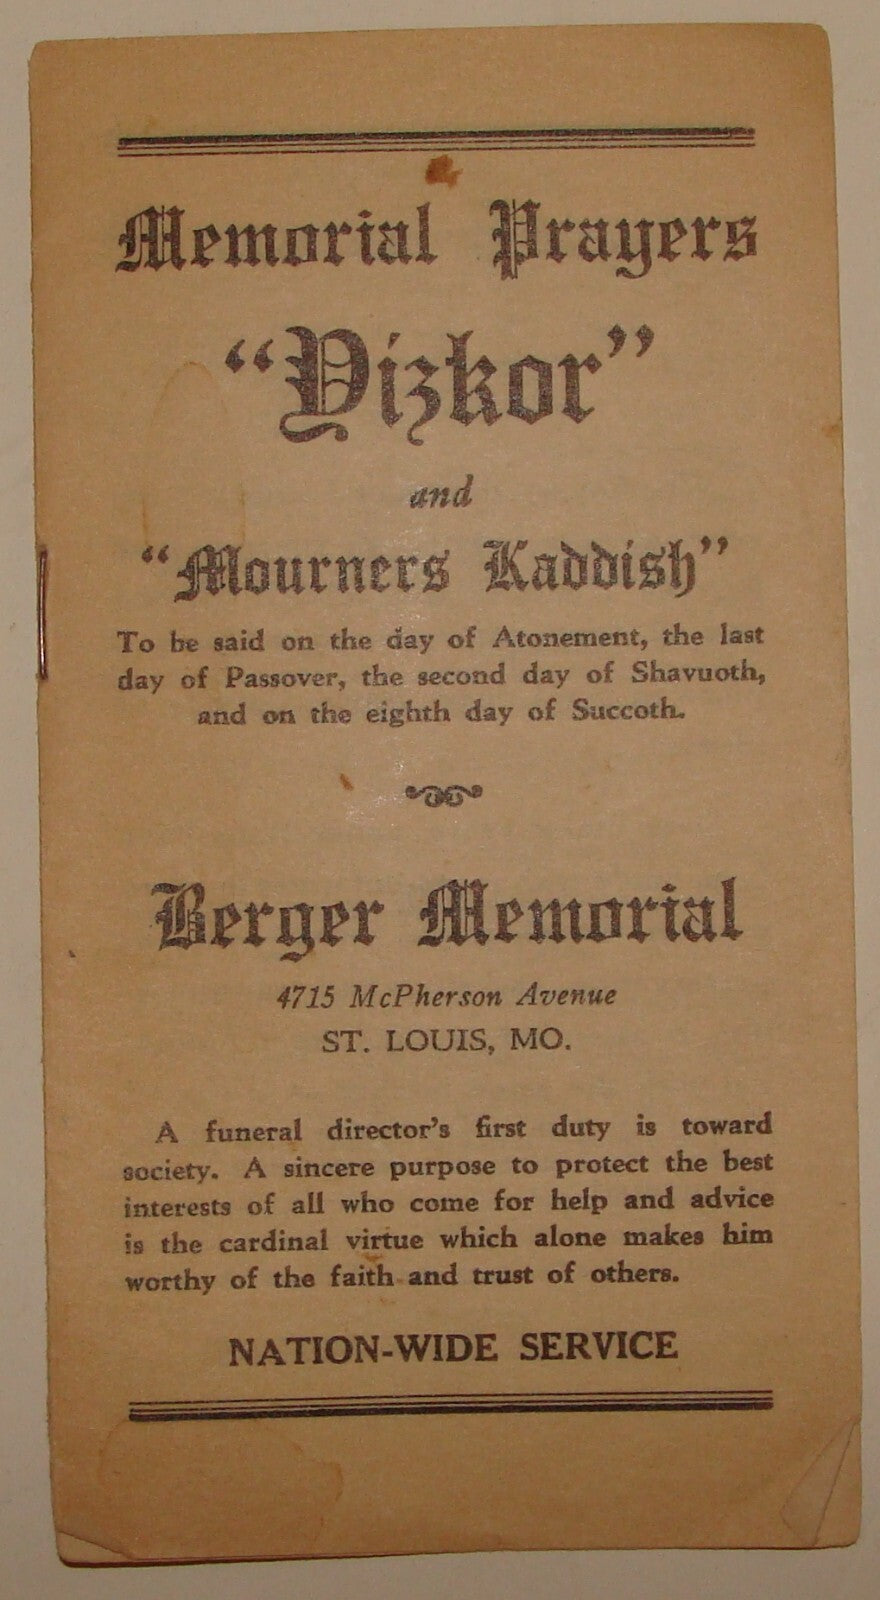 Memorial Prayers
“Yizkor”
and
“Mourners Kaddish”
To be said on the day of Atonement, the last
day of Passover, the second day of Shavuoth,
and on the eighth day of Succoth.
Berger Memorial
4715 McPherson Avenue
ST. LOUIS, MO.
A funeral director's first duty is toward
society. A sincere purpose to protect the best
interests of all who come for help and advice
is the cardinal virtue which alone makes him
worthy of the faith and trust of others.
NATION-WIDE SERVICE